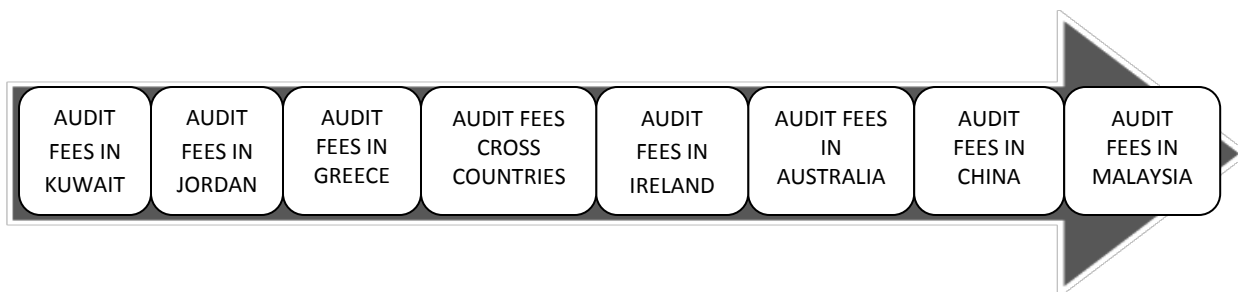 AUDIT
FEES IN
KUWAIT
AUDIT
FEES IN
JORDAN
AUDIT
FEES IN
GREECE
AUDIT FEES
CROSS
COUNTRIES
AUDIT
FEES IN
IRELAND
AUDIT FEES
IN
AUSTRALIA
AUDIT
FEES IN
CHINA
AUDIT
FEES IN
MALAYSIA